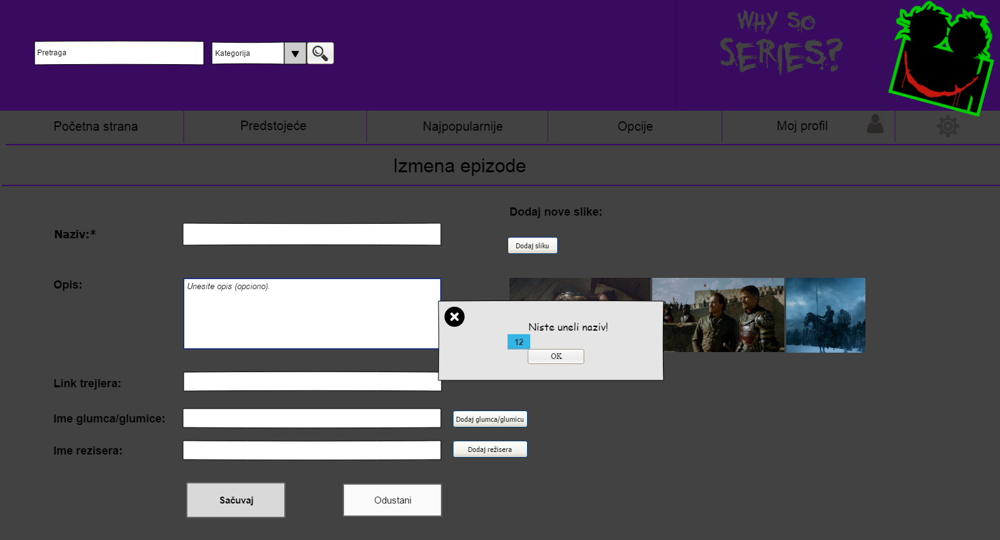 WHY SO
SERIES?
Pretraga
Kategorija
Početna strana
Predstojeće
Najpopularnije
Opcije
Moj profil
Izmena epizode
Dodaj nove slike:
Naziv:*
Dodaj sliku
Opis:
Unesite opis (opciono).
Niste uneli naziv!
12
OK
Link trejlera:
Ime glumca/glumice:
Dodaj glumca/glumicu
Ime rezisera:
Dodaj režisera
Sačuvaj
Odustani